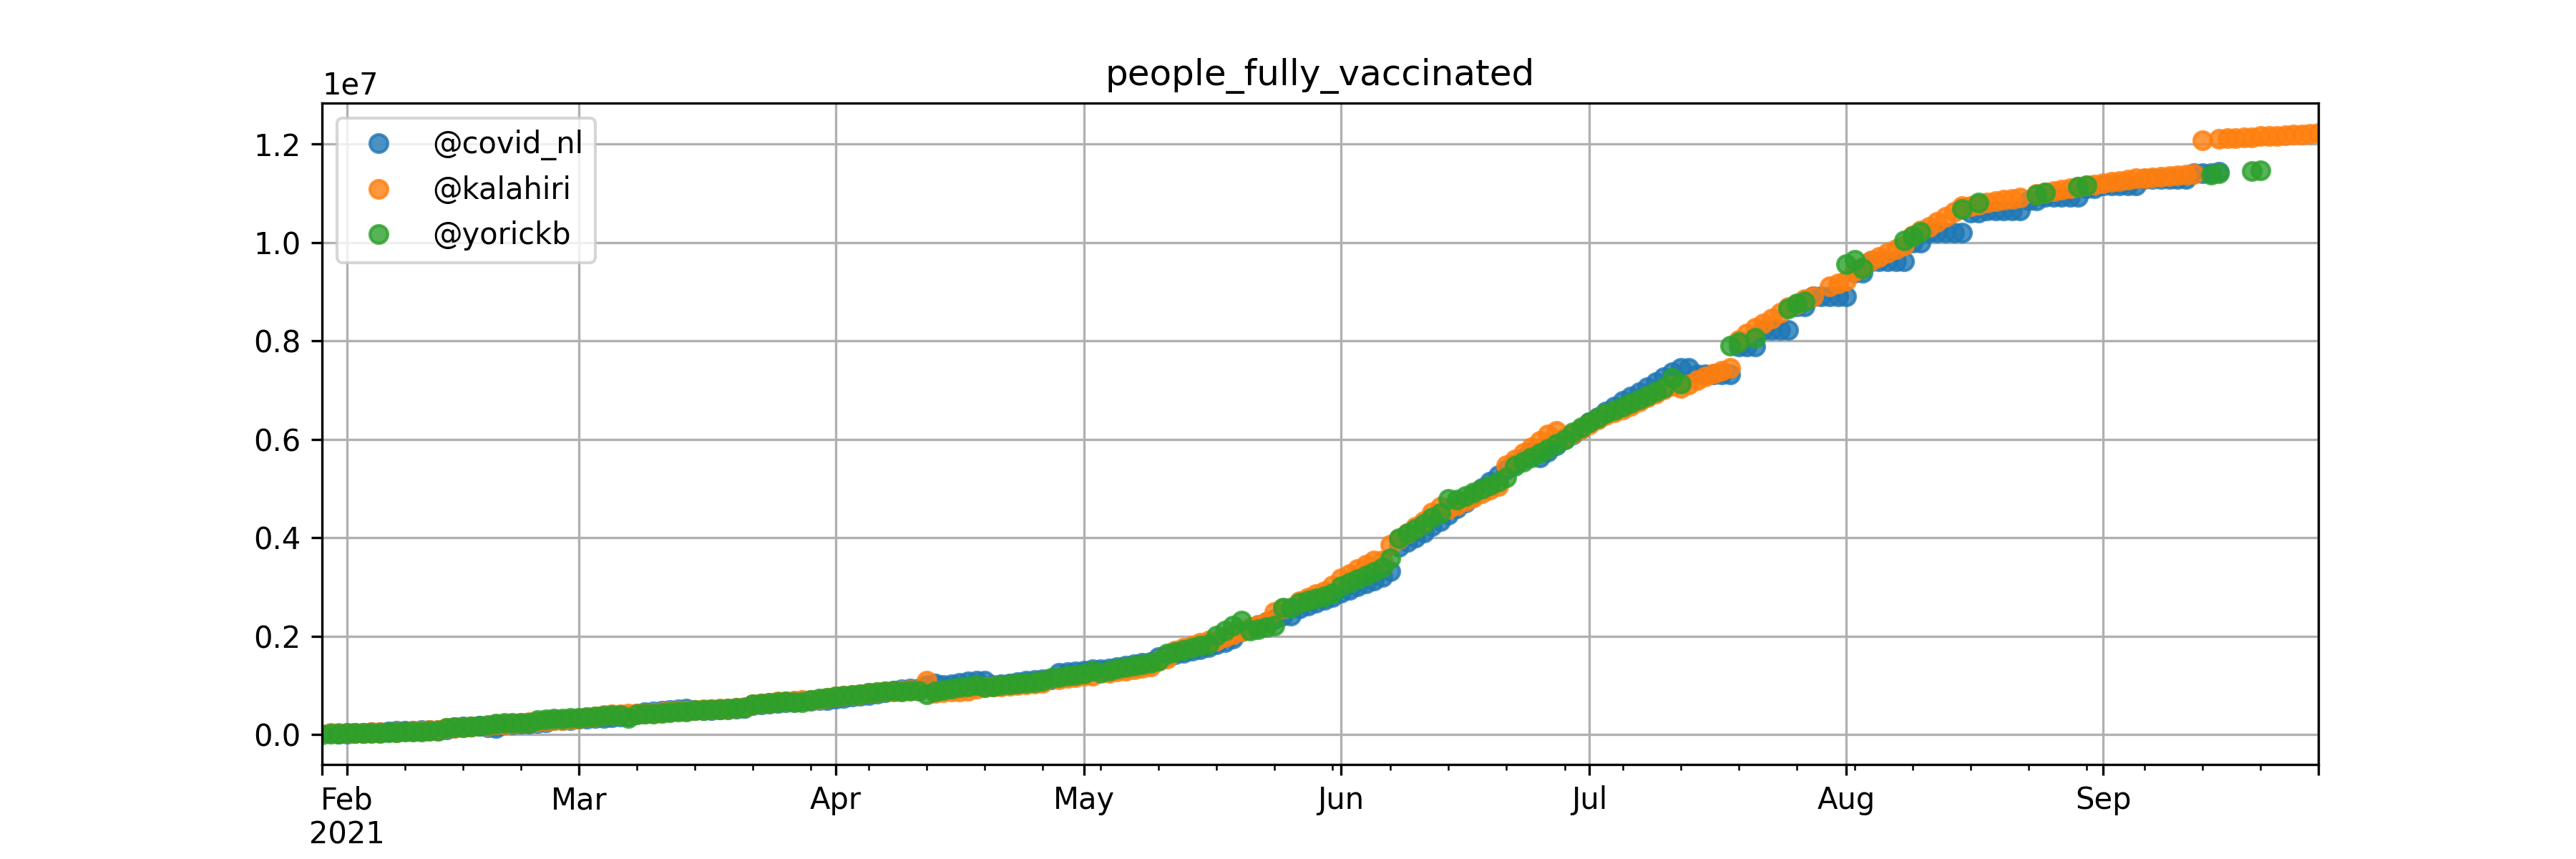 people_fully_vaccinated
1e7
@covid_nl
@kalahiri
@yorickb
1.2
1.0
0.8
0.6
0.4
0.2
0.0
Feb Mar Apr May Jun Jul Aug Sep
2021